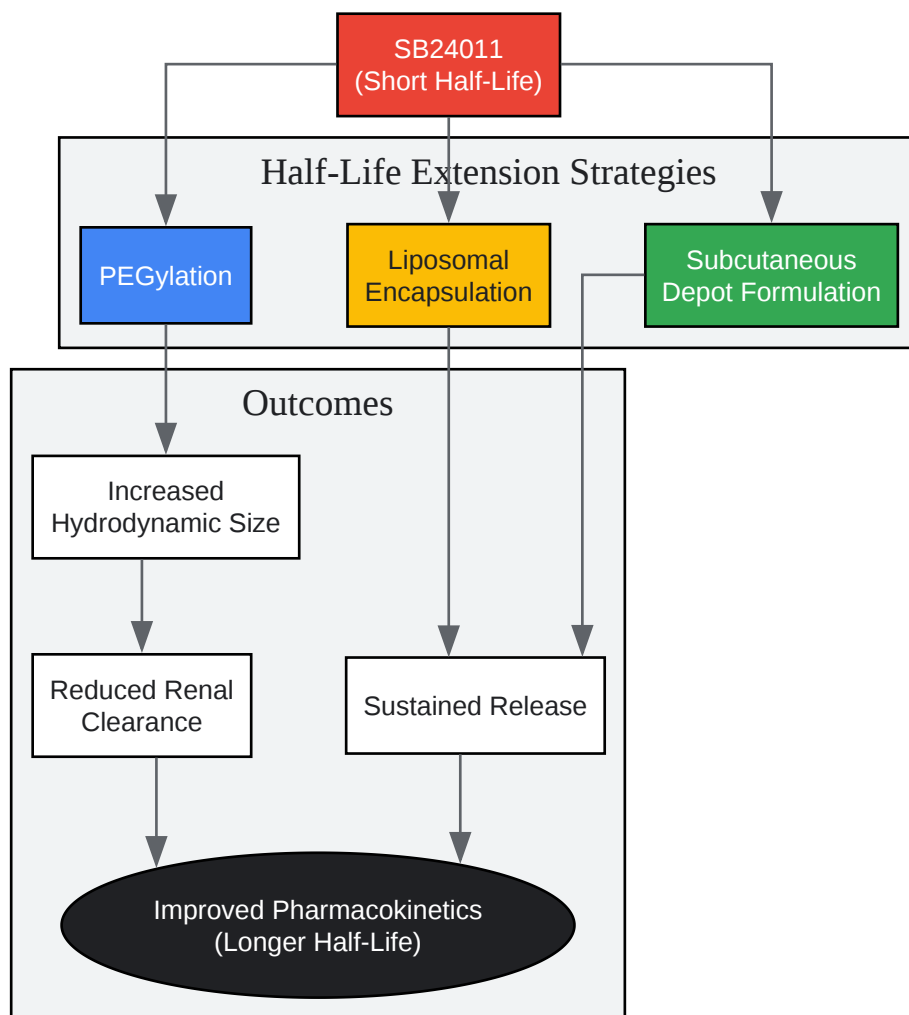 SB24011
(Short Half-Life)
Half-Life Extension Strategies
PEGylation
Liposomal
Encapsulation
Subcutaneous
Depot Formulation
Outcomes
Increased
Hydrodynamic Size
Reduced Renal
Clearance
Sustained Release
Improved Pharmacokinetics
(Longer Half-Life)